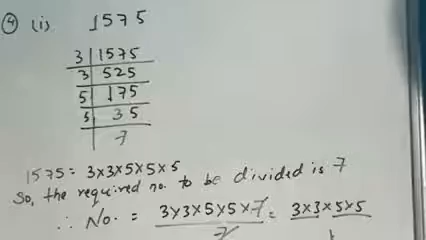 ④ (i) 1575
3 | 1575
3 | 525
5 | 175
5 | 35
| 7
1575 = 3×3×5×5×5
So, the required no. to be divided is 7
∴ No. = 3×3×5×5×7 / 7 = 3×3×5×5 / 1